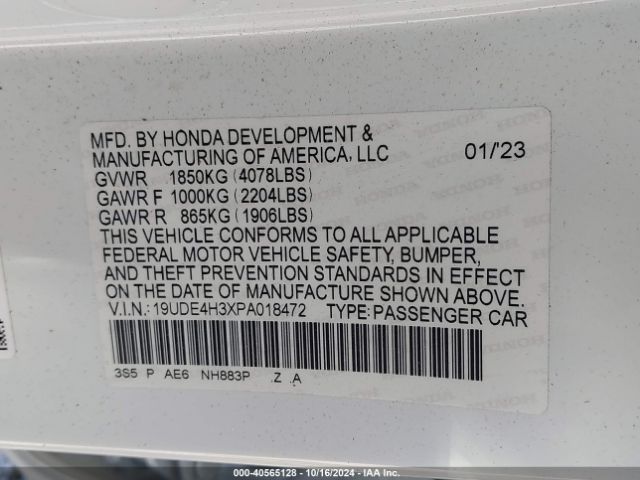 MFD. BY HONDA DEVELOPMENT &
MANUFACTURING OF AMERICA, LLC 01/'23
GVWR 1850KG (4078LBS)
GAWR F 1000KG (2204LBS)
GAWR R 865KG (1906LBS)
THIS VEHICLE CONFORMS TO ALL APPLICABLE
FEDERAL MOTOR VEHICLE SAFETY, BUMPER,
AND THEFT PREVENTION STANDARDS IN EFFECT
ON THE DATE OF MANUFACTURE SHOWN ABOVE.
V.I.N.: 19UDE4H3XPA018472 TYPE: PASSENGER CAR
3S5 P AE6 NH883P .Z .A
000-40565128 - 10/16/2024 - IAA Inc.